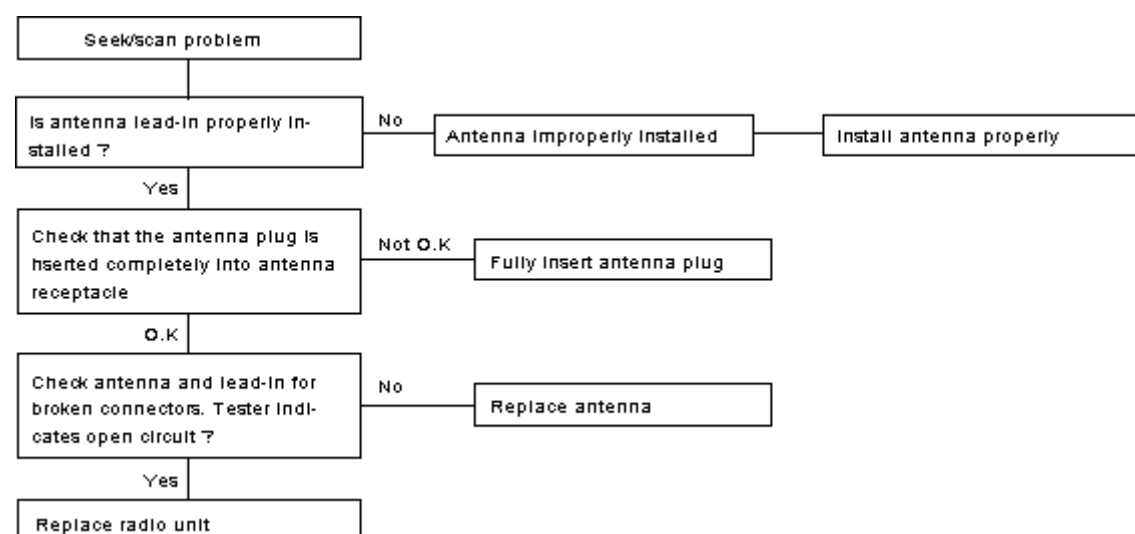 Seek/scan problem
Is antenna lead-in properly in-
stalled ?
No
Antenna improperly installed
Install antenna properly
Yes
Check that the antenna plug is
hserted completely into antenna
receptacle
Not O.K
Fully insert antenna plug
O.K
Check antenna and lead-in for
broken connectors. Tester indi-
cates open circuit ?
No
Replace antenna
Yes
Replace radio unit